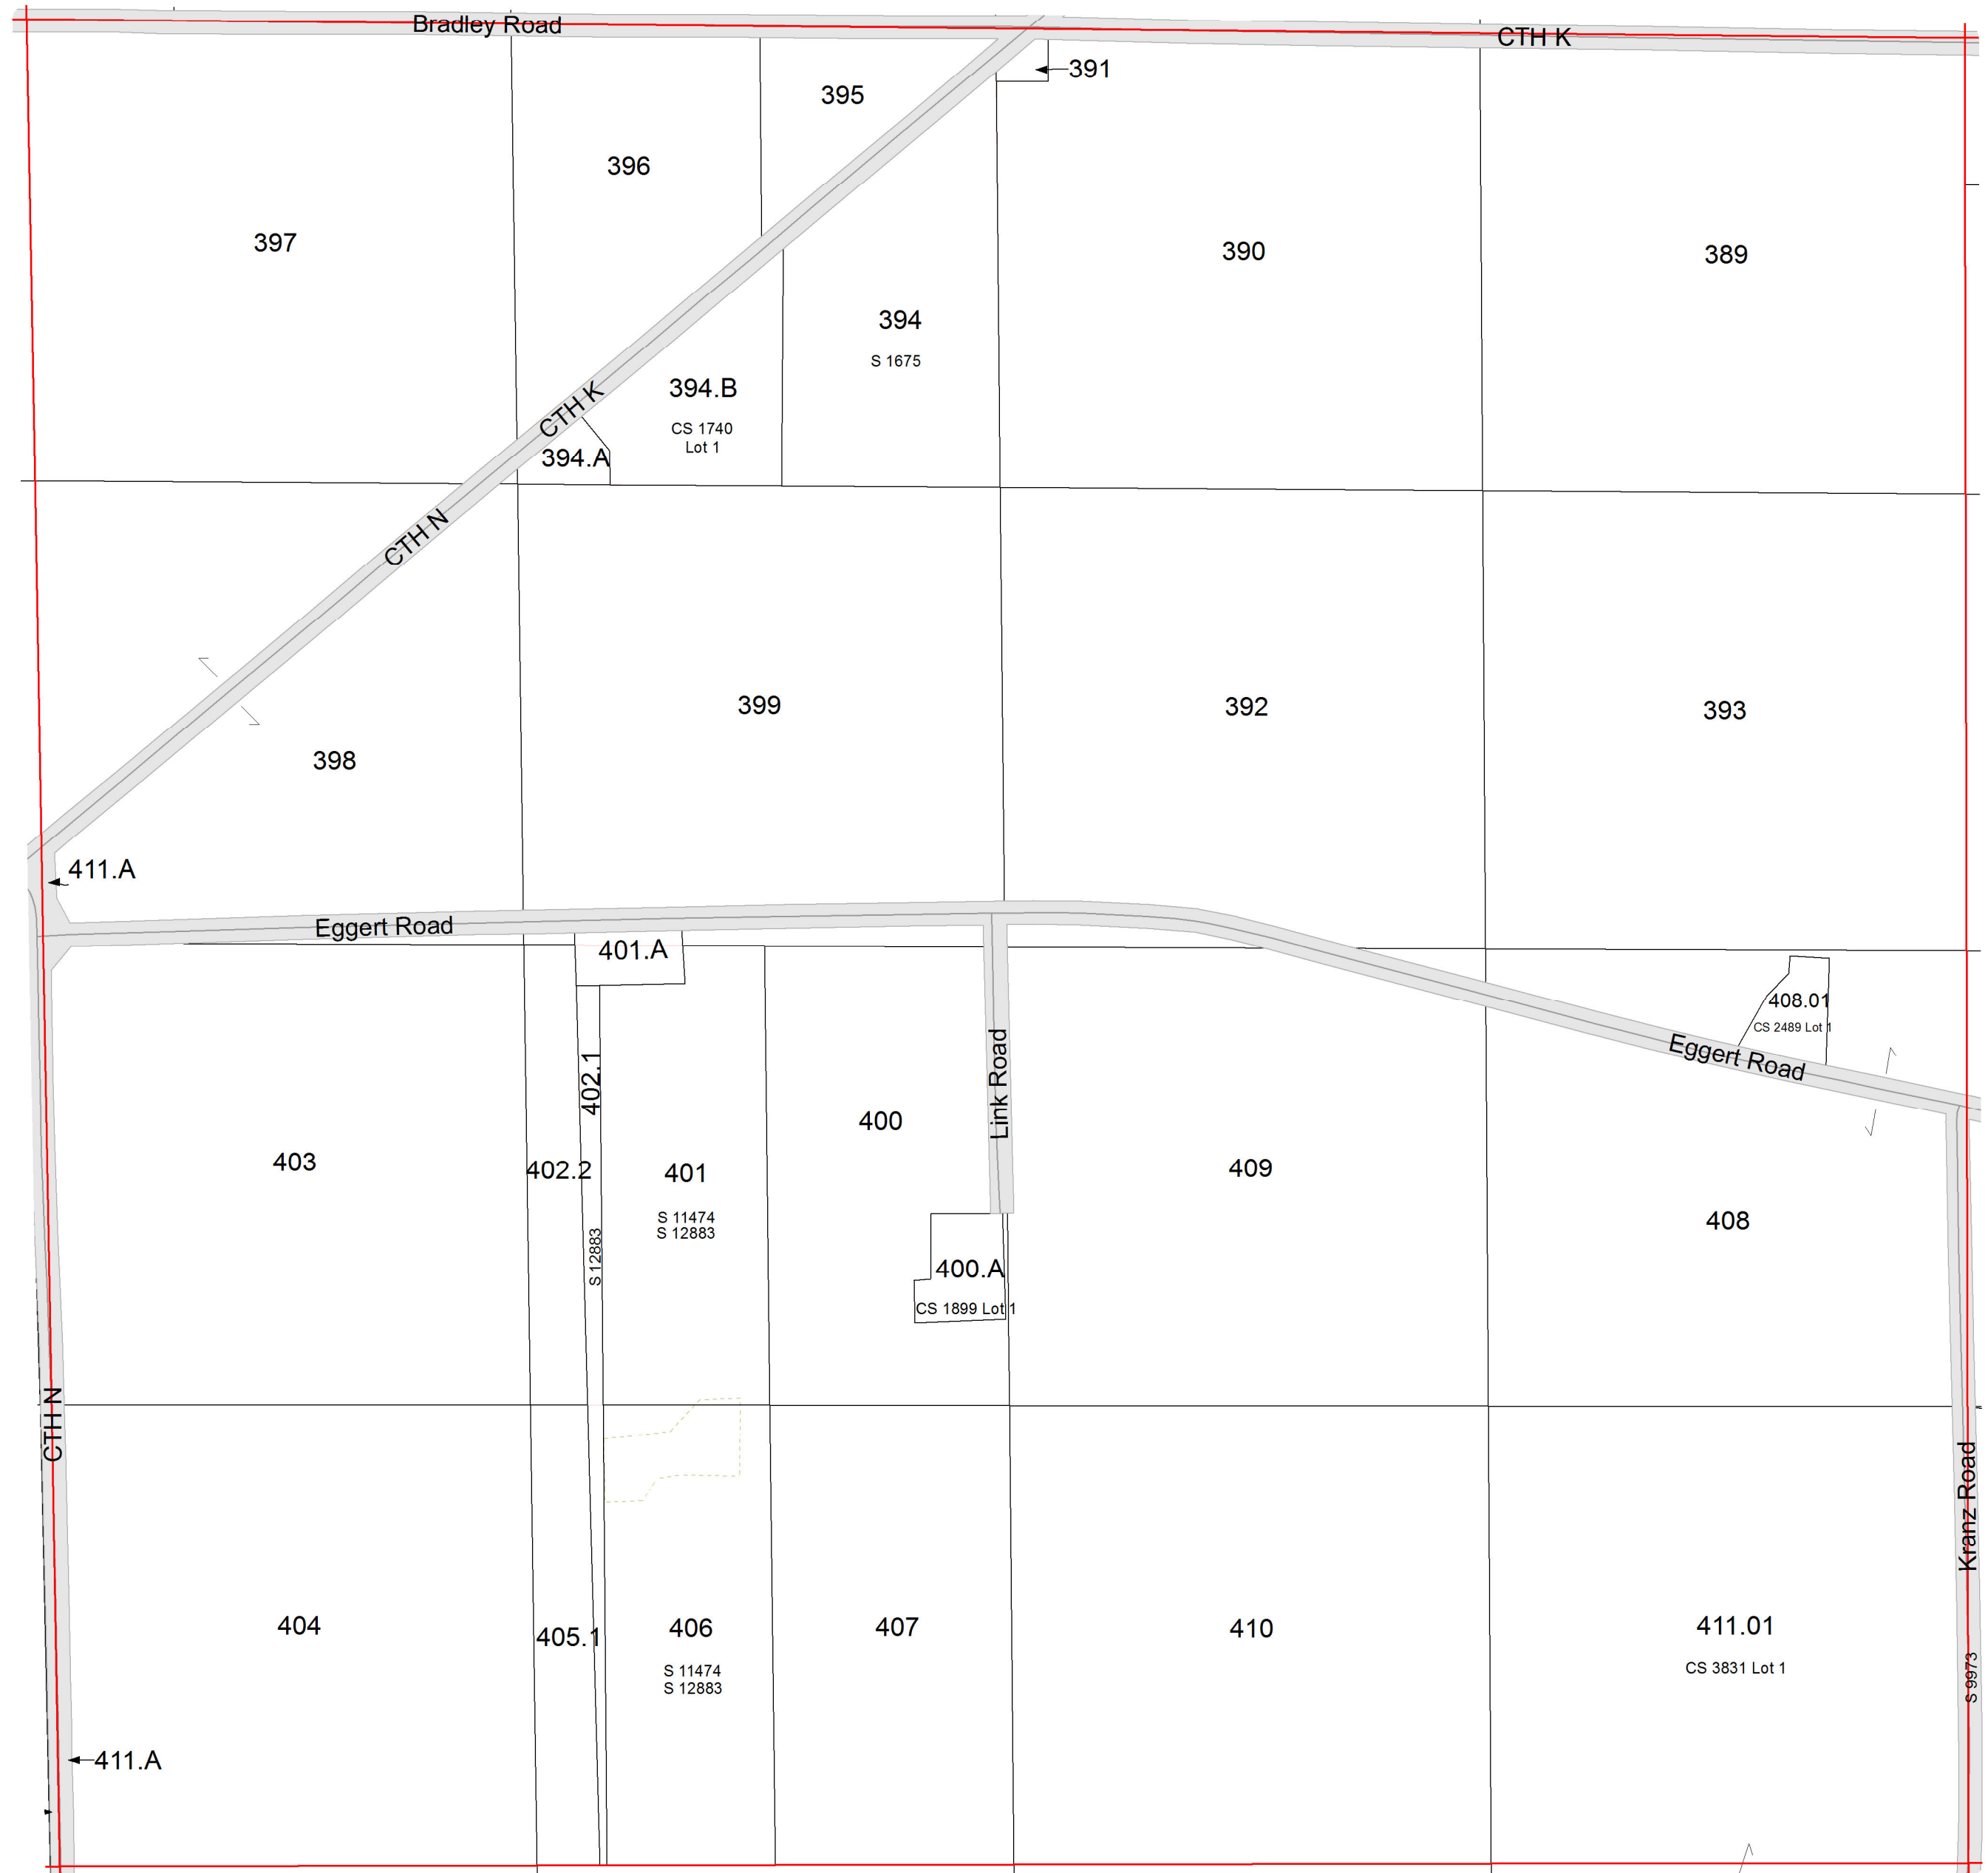 Bradley Road
CTH K
391
395
396
397
390
389
394
S 1675
394.B
CS 1740
Lot 1
CTH K
394.A
CTH N
399
392
393
398
411.A
Eggert Road
401.A
408.01
CS 2489 Lot 1
Eggert Road
Link Road
402.1
400
403
402.2
401
S 11474
S 12883
S 12883
409
408
400.A
CS 1899 Lot 1
CTH N
Kranz Road
404
405.1
406
S 11474
S 12883
407
410
411.01
CS 3831 Lot 1
S 9973
411.A